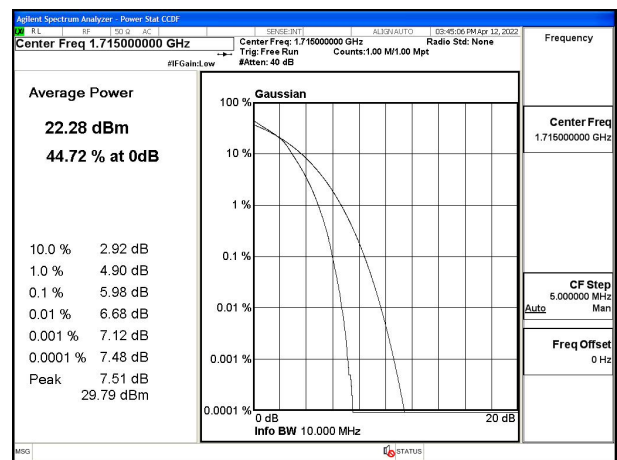 Agilent Spectrum Analyzer - Power Stat CCDF
LXI RL RF 50 Ω AC SENSE:INT ALIGN AUTO 03:45:06 PM Apr 12, 2022
Center Freq 1.715000000 GHz
Center Freq: 1.715000000 GHz Radio Std: None
Trig: Free Run Counts:1.00 M/1.00 Mpt
#IFGain:Low #Atten: 40 dB
Frequency
Average Power
22.28 dBm
44.72 % at 0dB
10.0 % 2.92 dB
1.0 % 4.90 dB
0.1 % 5.98 dB
0.01 % 6.68 dB
0.001 % 7.12 dB
0.0001 % 7.48 dB
Peak 7.51 dB
29.79 dBm
Gaussian
100 %
10 %
1 %
0.1 %
0.01 %
0.001 %
0.0001 %
0 dB 20 dB
Info BW 10.000 MHz
Center Freq
1.715000000 GHz
CF Step
5.000000 MHz
Auto Man
Freq Offset
0 Hz
MSG STATUS